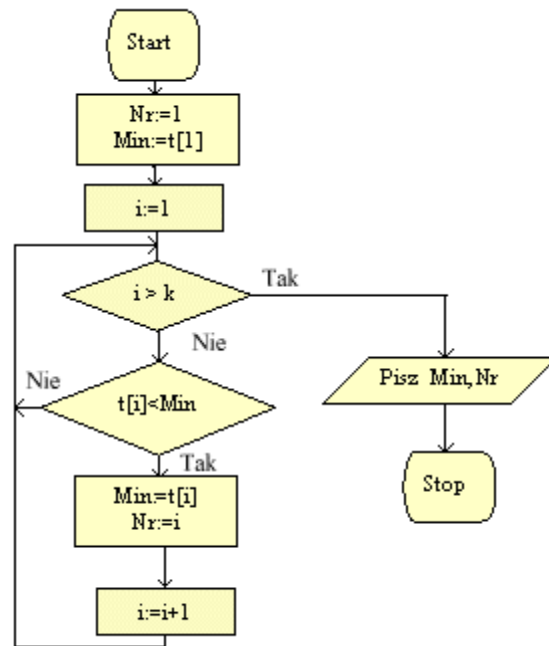 Start
Nr:=1
Min:=t[1]
i:=1
i > k
Tak
Nie
Pisz Min,Nr
Nie
t[i]<Min
Tak
Stop
Min:=t[i]
Nr:=i
i:=i+1